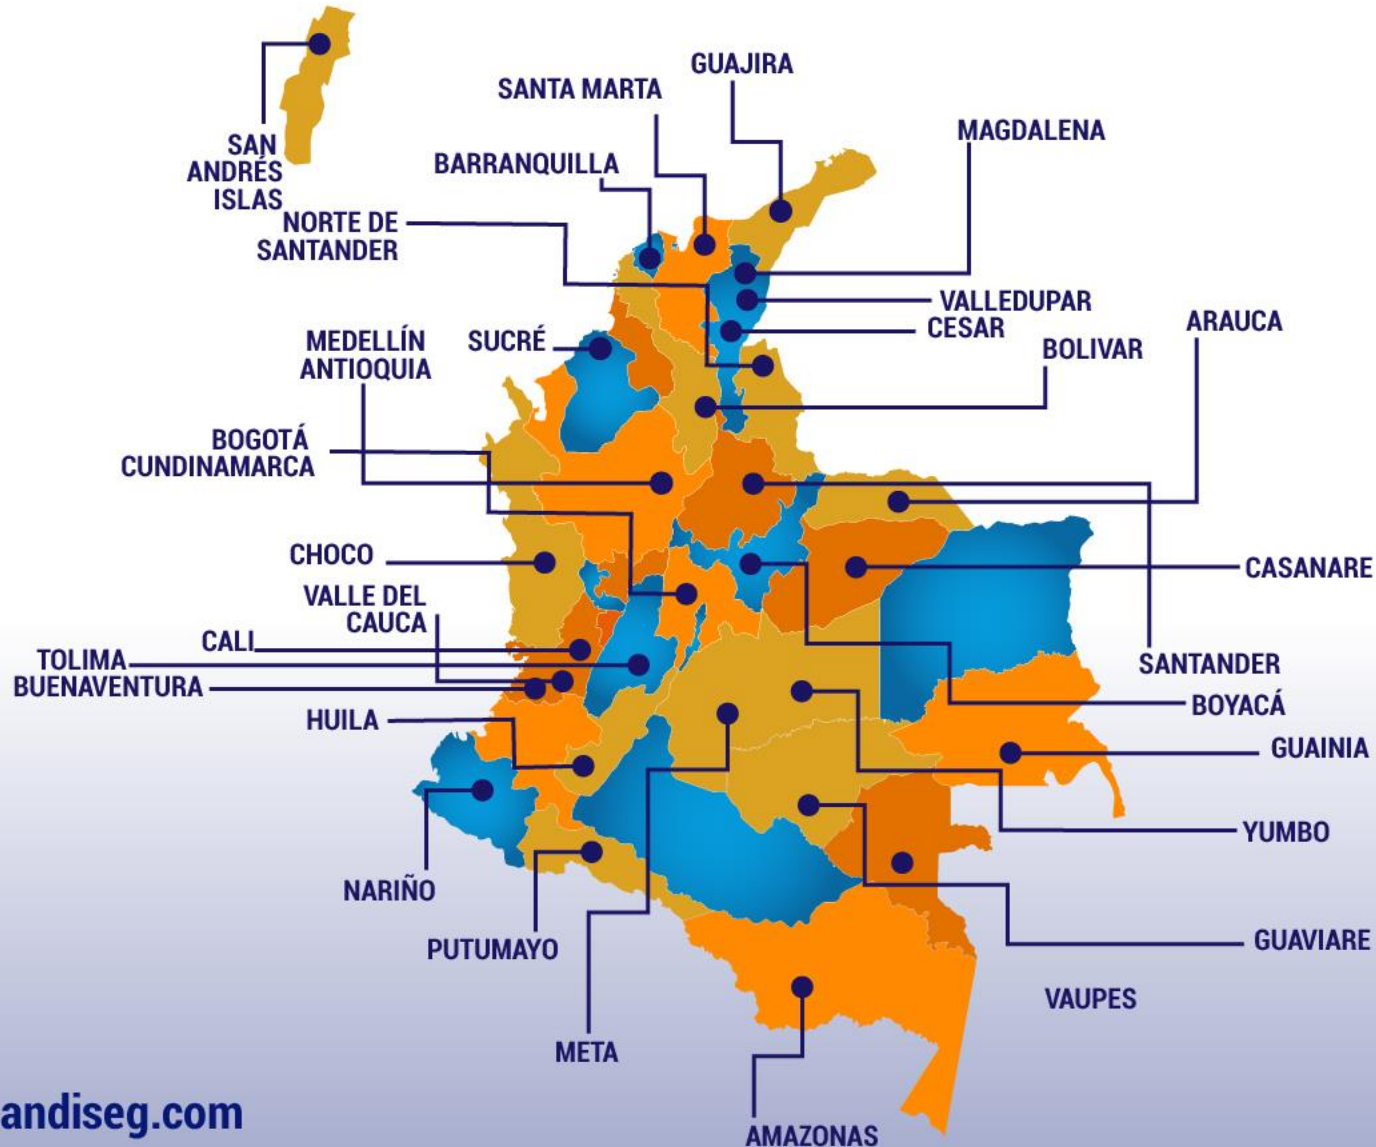 GUAJIRA
SANTA MARTA
MAGDALENA
SAN
ANDRÉS
ISLAS
BARRANQUILLA
NORTE DE
SANTANDER
VALLEDUPAR
CESAR
ARAUCA
MEDELLÍN
ANTIOQUIA
SUCRÉ
BOLIVAR
BOGOTÁ
CUNDINAMARCA
CHOCO
CASANARE
VALLE DEL
CAUCA
CALI
TOLIMA
SANTANDER
BUENAVENTURA
BOYACÁ
HUILA
GUAINIA
YUMBO
NARIÑO
PUTUMAYO
GUAVIARE
VAUPES
META
andiseg.com
AMAZONAS